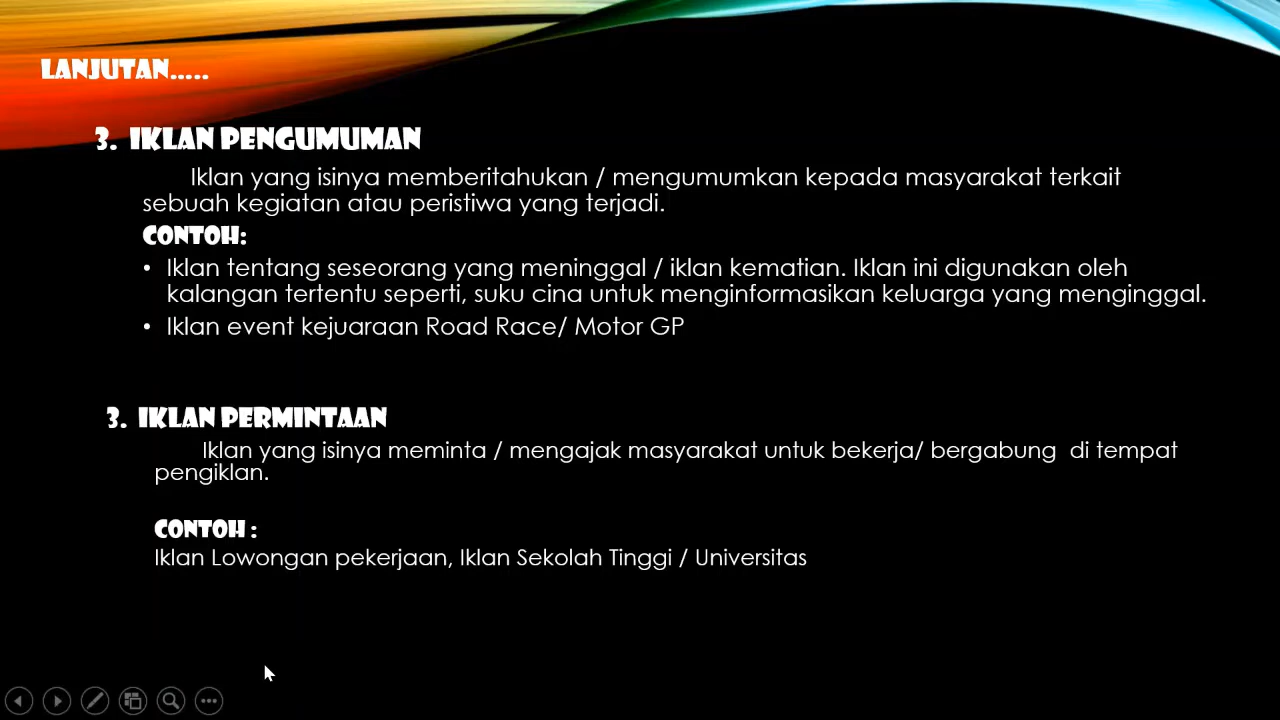 LANJUTAN.....
3. IKLAN PENGUMUMAN
Iklan yang isinya memberitahukan / mengumumkan kepada masyarakat terkait
sebuah kegiatan atau peristiwa yang terjadi.
CONTOH:
• Iklan tentang seseorang yang meninggal / iklan kematian. Iklan ini digunakan oleh
kalangan tertentu seperti, suku cina untuk menginformasikan keluarga yang menginggal.
• Iklan event kejuaraan Road Race/ Motor GP
3. IKLAN PERMINTAAN
Iklan yang isinya meminta / mengajak masyarakat untuk bekerja/ bergabung di tempat
pengiklan.
CONTOH :
Iklan Lowongan pekerjaan, Iklan Sekolah Tinggi / Universitas